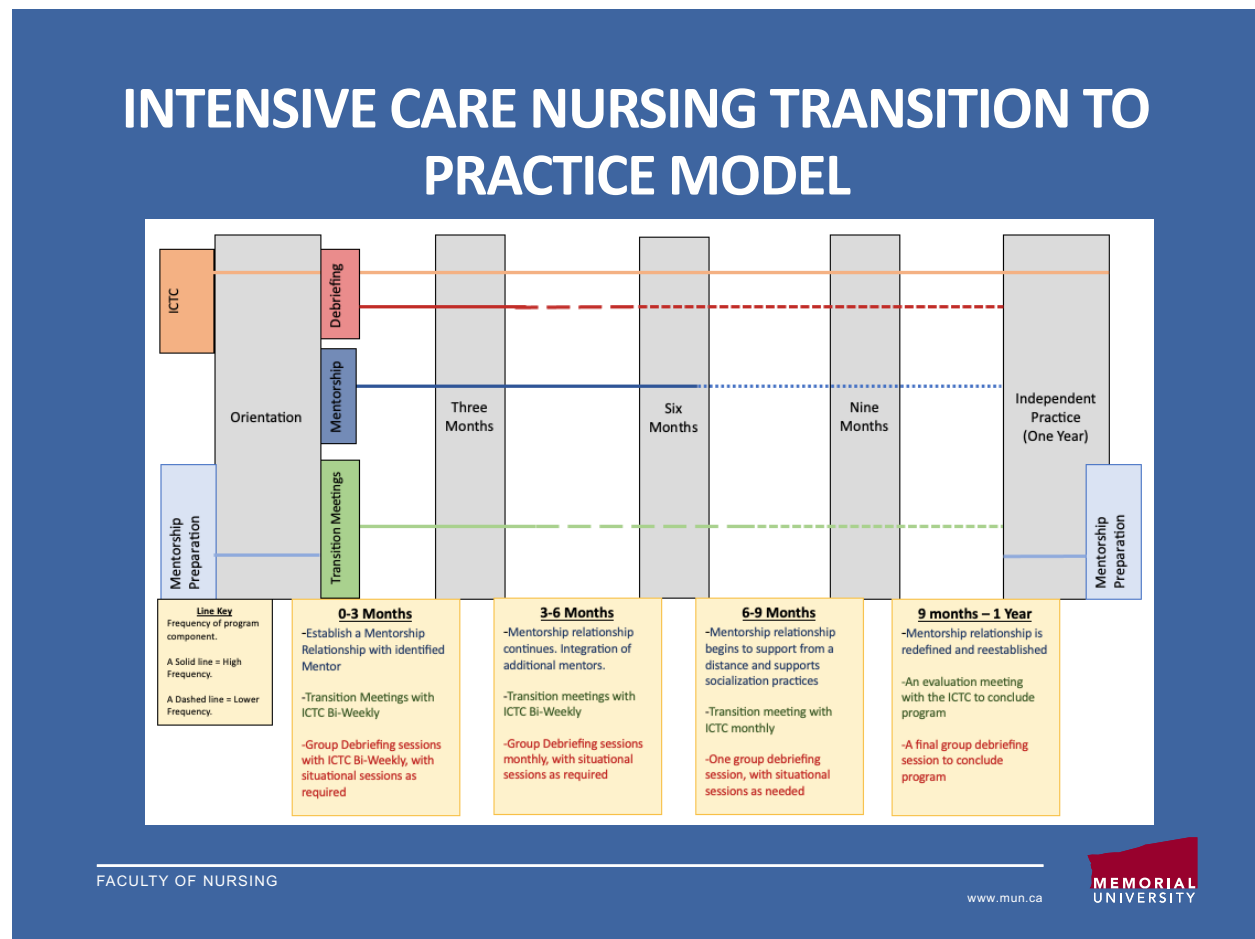 INTENSIVE CARE NURSING TRANSITION TO
PRACTICE MODEL
ICTC
Orientation
Mentorship
Preparation
Debriefing
Mentorship
Transition Meetings
Three
Months
Six
Months
Nine
Months
Independent
Practice
(One Year)
Mentorship
Preparation
Line Key
Frequency of program
component.
A Solid line = High
Frequency.
A Dashed line = Lower
Frequency.
0-3 Months
-Establish a Mentorship
Relationship with identified
Mentor
-Transition Meetings with
ICTC Bi-Weekly
-Group Debriefing sessions
with ICTC Bi-Weekly, with
situational sessions as
required
3-6 Months
-Mentorship relationship
continues. Integration of
additional mentors.
-Transition meetings with
ICTC Bi-Weekly
-Group Debriefing sessions
monthly, with situational
sessions as required
6-9 Months
-Mentorship relationship
begins to support from a
distance and supports
socialization practices
-Transition meeting with
ICTC monthly
-One group debriefing
session, with situational
sessions as needed
9 months – 1 Year
-Mentorship relationship is
redefined and reestablished
-An evaluation meeting
with the ICTC to conclude
program
-A final group debriefing
session to conclude
program
FACULTY OF NURSING
www.mun.ca
MEMORIAL
UNIVERSITY